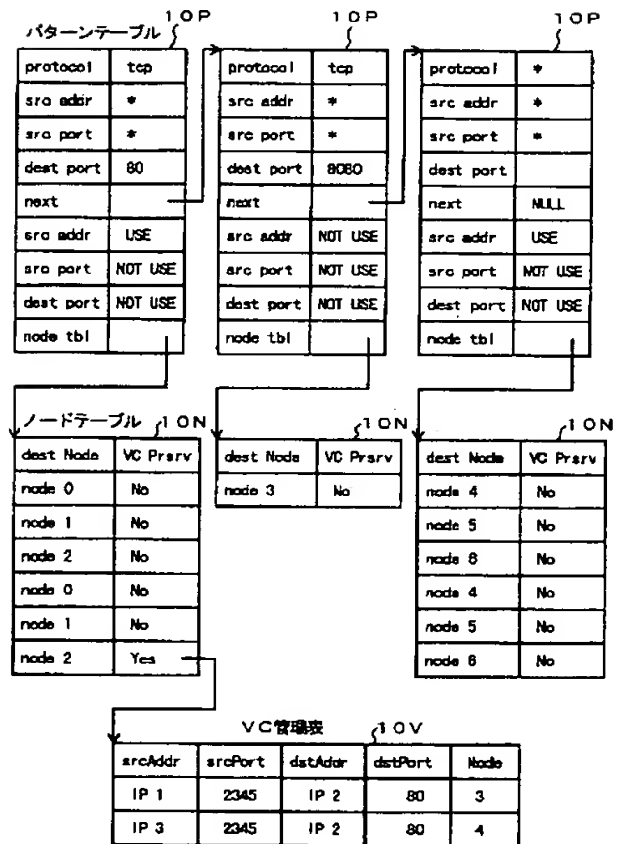 パターンテーブル 10P 10P 10P
protocol tcp
src addr *
src port *
dest port 80
next
src addr USE
src port NOT USE
dest port NOT USE
node tbl
protocol tcp
src addr *
src port *
dest port 8080
next
src addr NOT USE
src port NOT USE
dest port NOT USE
node tbl
protocol *
src addr *
src port *
dest port
next NULL
src addr USE
src port NOT USE
dest port NOT USE
node tbl
ノードテーブル 10N
dest Node VC Prsrv
node 0 No
node 1 No
node 2 No
node 0 No
node 1 No
node 2 Yes
10N
dest Node VC Prsrv
node 3 No
10N
dest Node VC Prsrv
node 4 No
node 5 No
node 6 No
node 4 No
node 5 No
node 6 No
VC管理表 10V
srcAddr srcPort dstAddr dstPort Node
IP 1 2345 IP 2 80 3
IP 3 2345 IP 2 80 4